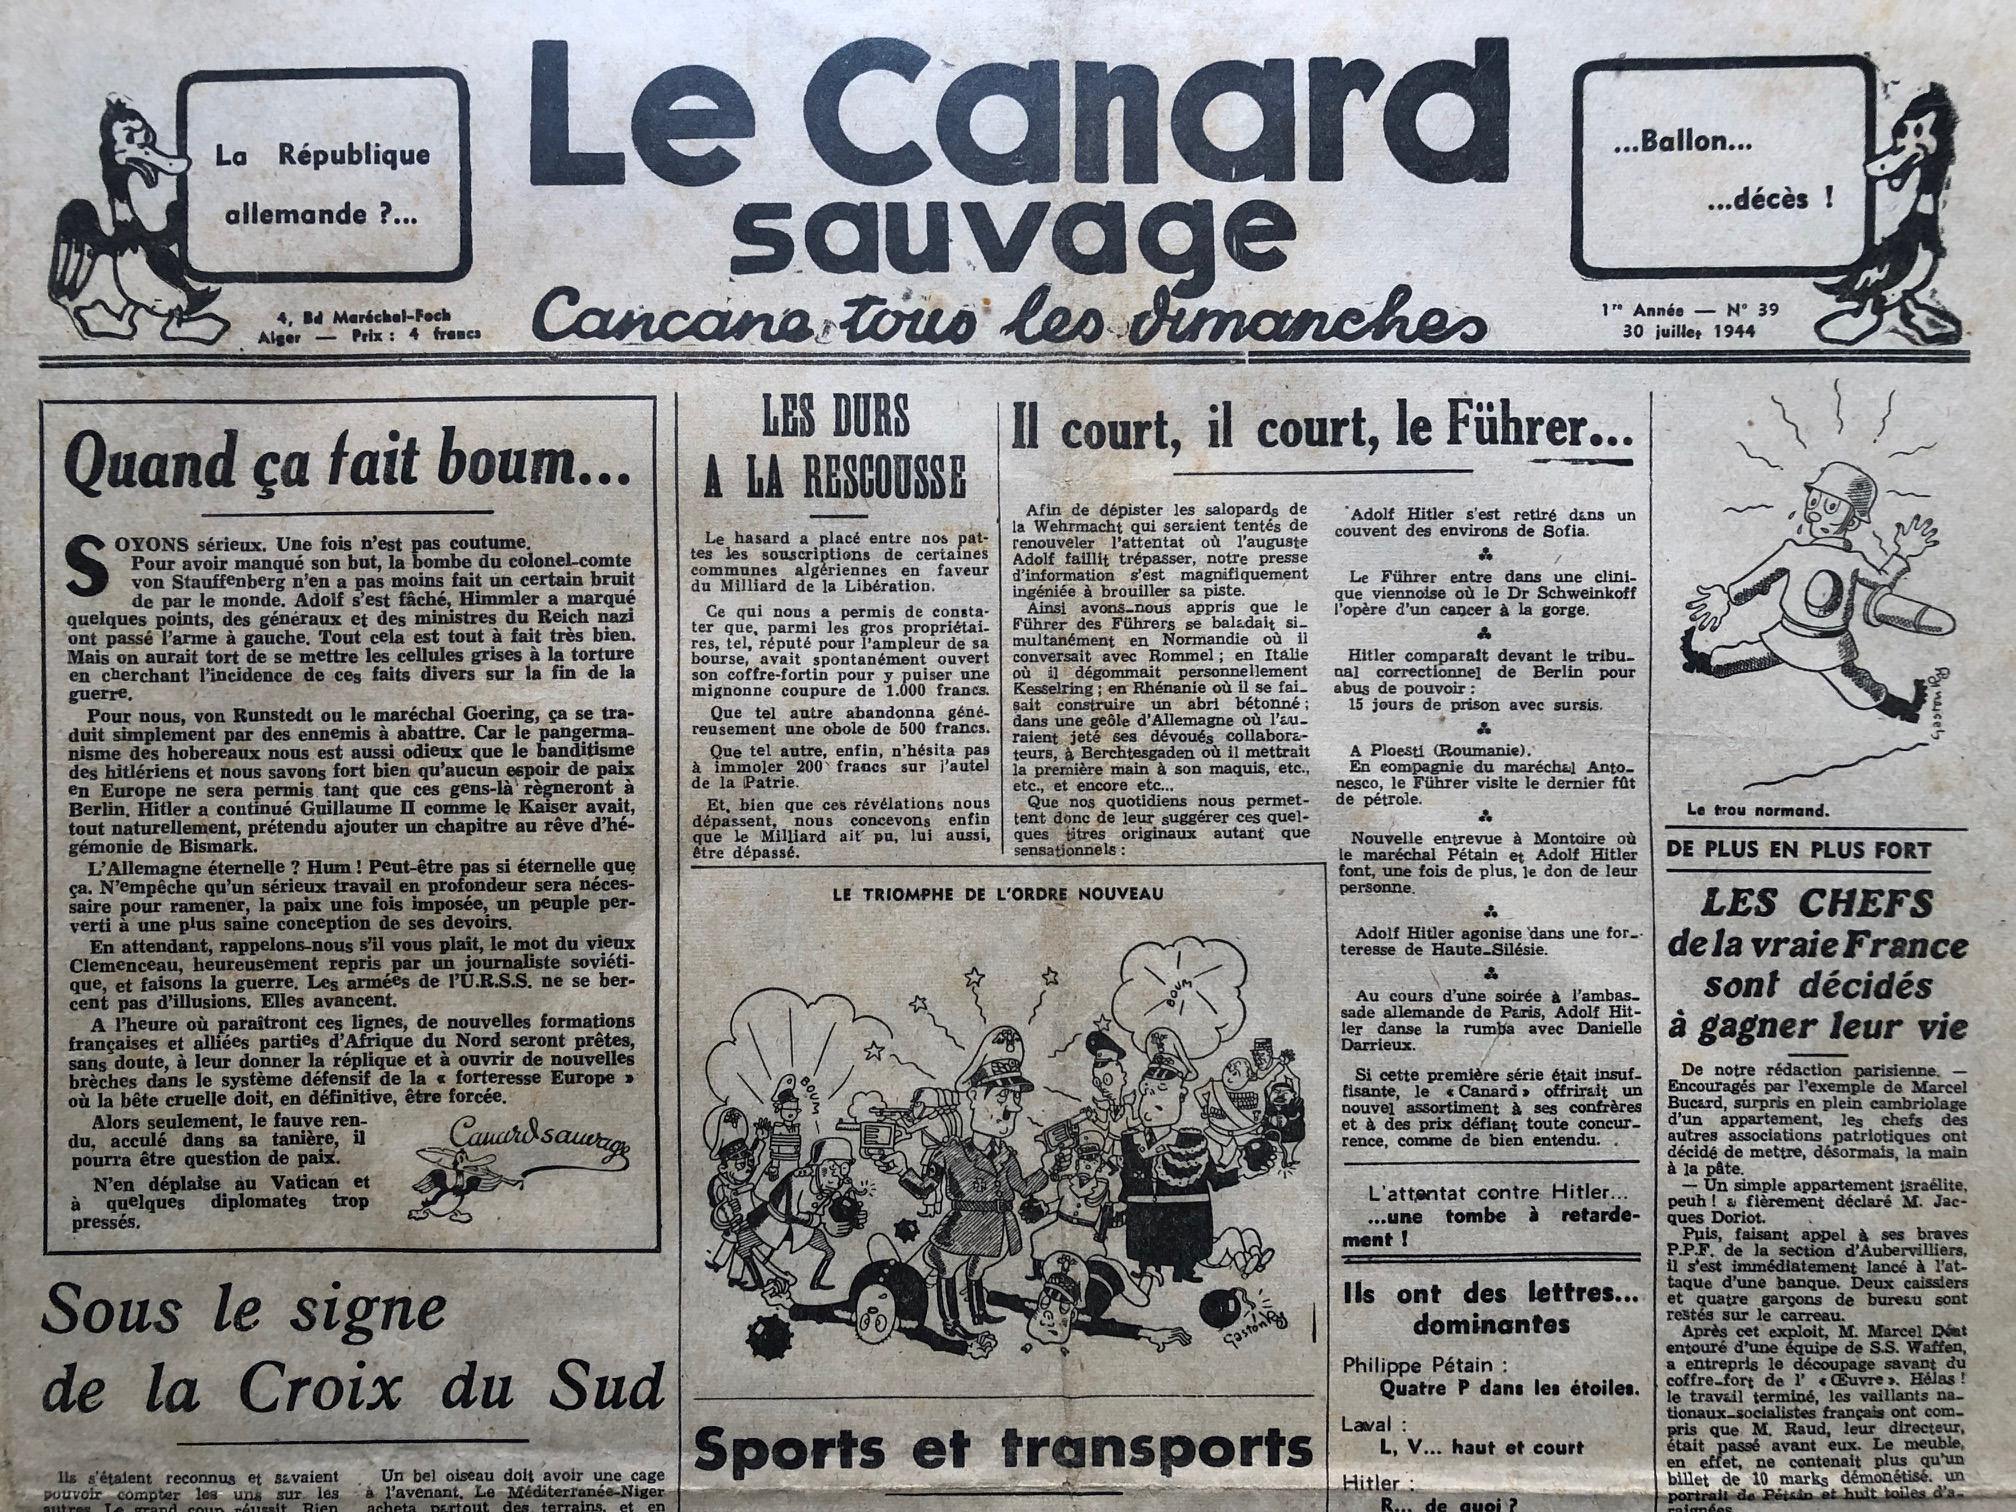 La République
allemande ?...
Le Canard
sauvage
Cancane tous les dimanches
...Ballon...
...décès !
4, Bd Maréchal-Foch
Alger — Prix : 4 francs
1re Année — N° 39
30 juillet 1944
Quand ça fait boum...
SOYONS sérieux. Une fois n'est pas coutume.
Pour avoir manqué son but, la bombe du colonel-comte
von Stauffenberg n'en a pas moins fait un certain bruit
de par le monde. Adolf s'est fâché, Himmler a marqué
quelques points, des généraux et des ministres du Reich nazi
ont passé l'arme à gauche. Tout cela est tout à fait très bien.
Mais on aurait tort de se mettre les cellules grises à la torture
en cherchant l'incidence de ces faits divers sur la fin de la
guerre.
Pour nous, von Runstedt ou le maréchal Goering, ça se tra-
duit simplement par des ennemis à abattre. Car le pangerma-
nisme des hobereaux nous est aussi odieux que le banditisme
des hitlériens et nous savons fort bien qu'aucun espoir de paix
en Europe ne sera permis tant que ces gens-là règneront à
Berlin. Hitler a continué Guillaume II comme le Kaiser avait,
tout naturellement, prétendu ajouter un chapitre au rêve d'hé-
gémonie de Bismark.
L'Allemagne éternelle ? Hum ! Peut-être pas si éternelle que
ça. N'empêche qu'un sérieux travail en profondeur sera néces-
saire pour ramener, la paix une fois imposée, un peuple per-
verti à une plus saine conception de ses devoirs.
En attendant, rappelons-nous s'il vous plaît, le mot du vieux
Clemenceau, heureusement repris par un journaliste soviéti-
que, et faisons la guerre. Les armées de l'U.R.S.S. ne se ber-
cent pas d'illusions. Elles avancent.
A l'heure où paraîtront ces lignes, de nouvelles formations
françaises et alliées parties d'Afrique du Nord seront prêtes,
sans doute, à leur donner la réplique et à ouvrir de nouvelles
brèches dans le système défensif de la « forteresse Europe »
où la bête cruelle doit, en définitive, être forcée.
Alors seulement, le fauve ren-
du, acculé dans sa tanière, il
pourra être question de paix.
N'en déplaise au Vatican et
à quelques diplomates trop
pressés.
Canard sauvage
Sous le signe
de la Croix du Sud
Ils s'étaient reconnus et savaient
pouvoir compter les uns sur les
autres. Le grand coup réussit. Rien
Un bel oiseau doit avoir une cage
à l'avenant. Le Méditerranée-Niger
acheta partout des terrains, et en
LES DURS
A LA RESCOUSSE
Le hasard a placé entre nos pat-
tes les souscriptions de certaines
communes algériennes en faveur
du Milliard de la Libération.
Ce qui nous a permis de consta-
ter que, parmi les gros propriétai-
res, tel, réputé pour l'ampleur de sa
bourse, avait spontanément ouvert
son coffre-fortin pour y puiser une
mignonne coupure de 1.000 francs.
Que tel autre abandonna géné-
reusement une obole de 500 francs.
Que tel autre, enfin, n'hésita pas
à immoler 200 francs sur l'autel
de la Patrie.
Et, bien que ces révélations nous
dépassent, nous concevons enfin
que le Milliard ait pu, lui aussi,
être dépassé.
LE TRIOMPHE DE L'ORDRE NOUVEAU
BOUM
BOUM
GastonRy
Sports et transports
Il court, il court, le Führer...
Afin de dépister les salopards de
la Wehrmacht qui seraient tentés de
renouveler l'attentat où l'auguste
Adolf faillit trépasser, notre presse
d'information s'est magnifiquement
ingéniée à brouiller sa piste.
Ainsi avons-nous appris que le
Führer des Führers se baladait si-
multanément en Normandie où il
conversait avec Rommel ; en Italie
où il dégommait personnellement
Kesselring ; en Rhénanie où il se fai-
sait construire un abri bétonné ;
dans une geôle d'Allemagne où l'au-
raient jeté ses dévoués collabora-
teurs, à Berchtesgaden où il mettrait
la première main à son maquis, etc.,
etc., et encore etc...
Que nos quotidiens nous permet-
tent donc de leur suggérer ces quel-
ques titres originaux autant que
sensationnels :
Adolf Hitler s'est retiré dans un
couvent des environs de Sofia.
Le Führer entre dans une clini-
que viennoise où le Dr Schweinkoff
l'opère d'un cancer à la gorge.
Hitler comparaît devant le tribu-
nal correctionnel de Berlin pour
abus de pouvoir :
15 jours de prison avec sursis.
A Ploesti (Roumanie).
En compagnie du maréchal Anto-
nesco, le Führer visite le dernier fût
de pétrole.
Nouvelle entrevue à Montoire où
le maréchal Pétain et Adolf Hitler
font, une fois de plus, le don de leur
personne.
Adolf Hitler agonise dans une for-
teresse de Haute-Silésie.
Au cours d'une soirée à l'ambas-
sade allemande de Paris, Adolf Hit-
ler danse la rumba avec Danielle
Darrieux.
Si cette première série était insuf-
fisante, le « Canard » offrirait un
nouvel assortiment à ses confrères
et à des prix défiant toute concur-
rence, comme de bien entendu.
L'attentat contre Hitler...
...une tombe à retarde-
ment !
Ils ont des lettres...
dominantes
Philippe Pétain :
Quatre P dans les étoiles.
Laval :
L, V... haut et court
Hitler :
R... de quoi ?
Le trou normand.
DE PLUS EN PLUS FORT
LES CHEFS
de la vraie France
sont décidés
à gagner leur vie
De notre rédaction parisienne. —
Encouragés par l'exemple de Marcel
Bucard, surpris en plein cambriolage
d'un appartement, les chefs des
autres associations patriotiques ont
décidé de mettre, désormais, la main
à la pâte.
— Un simple appartement israélite,
peuh ! a fièrement déclaré M. Jac-
ques Doriot.
Puis, faisant appel à ses braves
P.P.F. de la section d'Aubervilliers,
il s'est immédiatement lancé à l'at-
taque d'une banque. Deux caissiers
et quatre garçons de bureau sont
restés sur le carreau.
Après cet exploit, M. Marcel Déat
entouré d'une équipe de S.S. Waffen,
a entrepris le découpage savant du
coffre-fort de l' « Œuvre ». Hélas !
le travail terminé, les vaillants na-
tionaux-socialistes français ont com-
pris que M. Raud, leur directeur,
était passé avant eux. Le meuble,
en effet, ne contenait plus qu'un
billet de 10 marks démonétisé, un
portrait de Pétain et huit toiles d'a-
raignées.